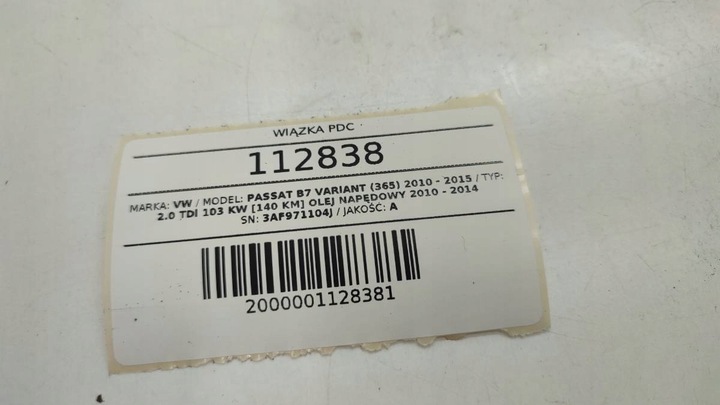 WIĄZKA PDC
112838
MARKA: VW / MODEL: PASSAT B7 VARIANT (365) 2010 - 2015 / TYP:
2.0 TDI 103 KW [140 KM] OLEJ NAPĘDOWY 2010 - 2014
SN: 3AF971104J / JAKOŚĆ: A
2000001128381